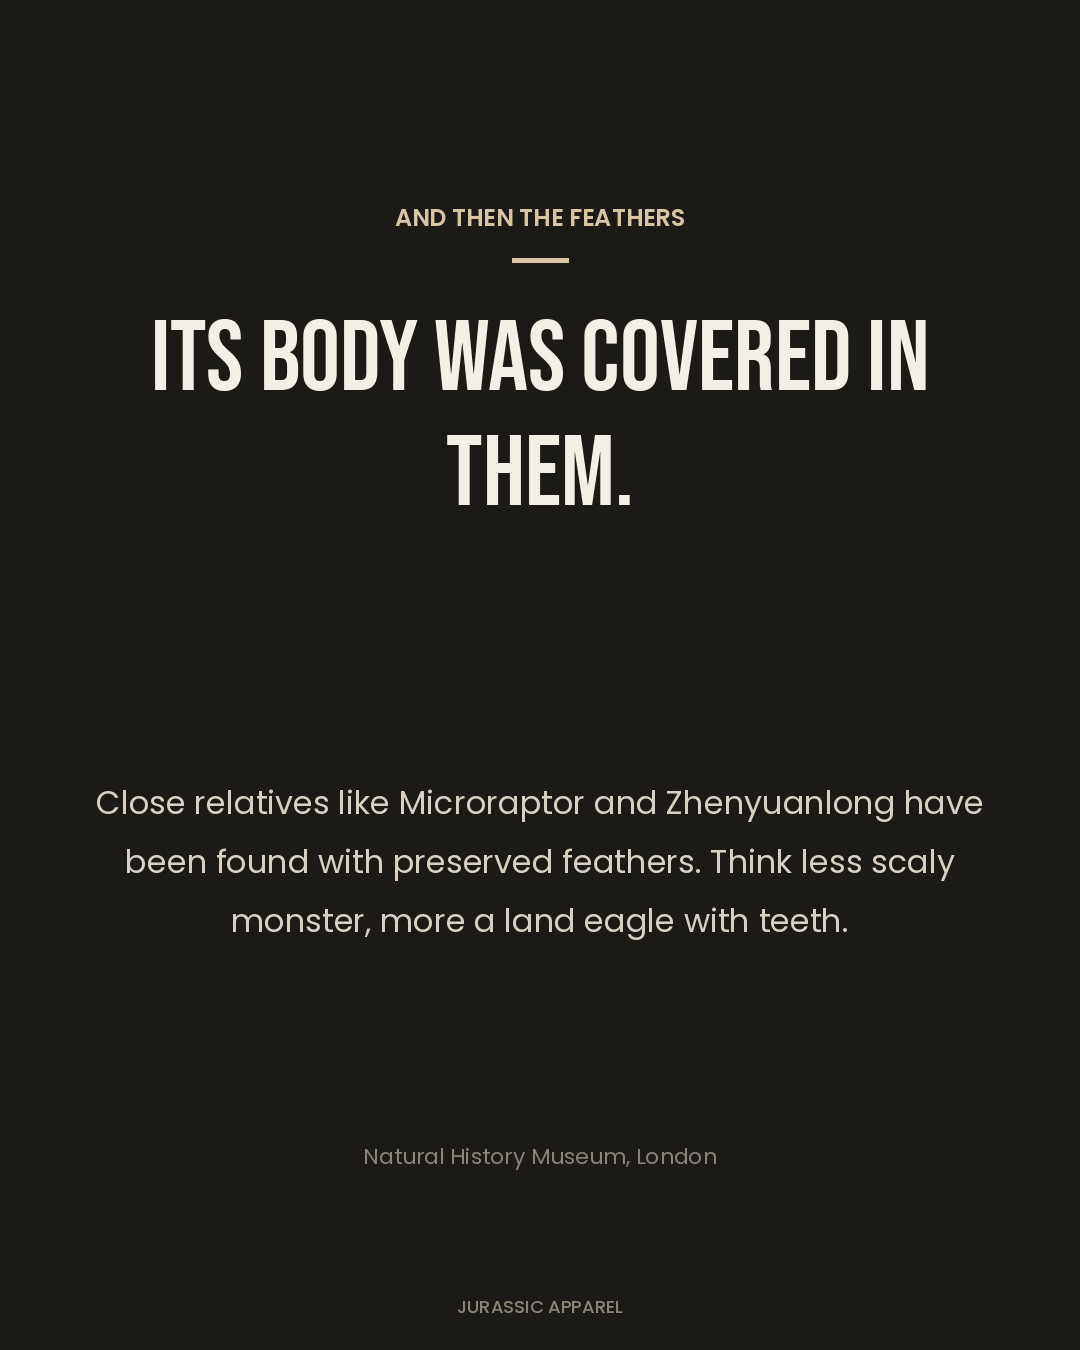 AND THEN THE FEATHERS
ITS BODY WAS COVERED IN
THEM.
Close relatives like Microraptor and Zhenyuanlong have
been found with preserved feathers. Think less scaly
monster, more a land eagle with teeth.
Natural History Museum, London
JURASSIC APPAREL